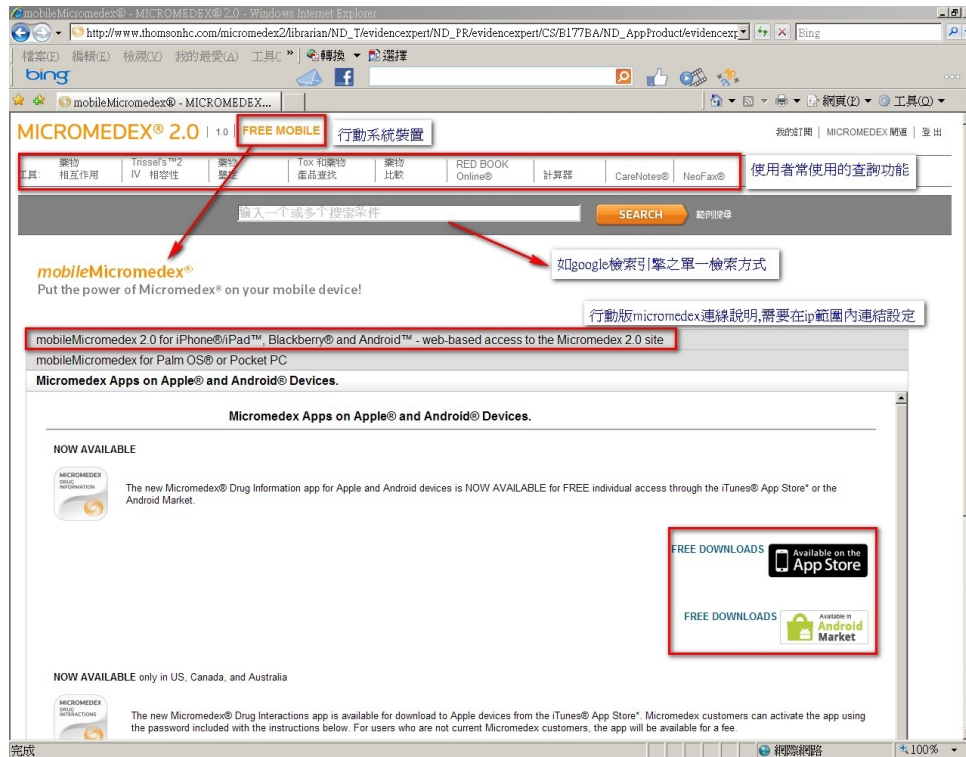 mobileMicromedex® - MICROMEDEX® 2.0 - Windows Internet Explorer
http://www.thomsonhc.com/micromedex2/librarian/ND_T/evidencexpert/ND_PR/evidencexpert/CS/B177BA/ND_AppProduct/evidencexp
Bing
檔案(F) 編輯(E) 檢視(V) 我的最愛(A) 工具( » 轉換 選擇
bing
mobileMicromedex® - MICROMEDEX...
網頁(P) 工具(O)
MICROMEDEX® 2.0 | 1.0 | FREE MOBILE
行動系統裝置
我的訂閱 | MICROMEDEX 閘道 | 登出
工具:
藥物 相互作用
Trissel's™2 IV 相容性
藥物
Tox 和藥物 產品查找
藥物 比較
RED BOOK Online®
計算器
CareNotes®
NeoFax®
使用者常使用的查詢功能
输入一个或多个搜索条件
SEARCH
範例搜尋
如google檢索引擎之單一檢索方式
mobileMicromedex®
Put the power of Micromedex® on your mobile device!
行動版micromedex連線說明,需要在ip範圍內連結設定
mobileMicromedex 2.0 for iPhone®/iPad™, Blackberry® and Android™ - web-based access to the Micromedex 2.0 site
mobileMicromedex for Palm OS® or Pocket PC
Micromedex Apps on Apple® and Android® Devices.
Micromedex Apps on Apple® and Android® Devices.
NOW AVAILABLE
MICROMEDEX
DRUG
INFORMATION
The new Micromedex® Drug Information app for Apple and Android devices is NOW AVAILABLE for FREE individual access through the iTunes® App Store* or the
Android Market.
FREE DOWNLOADS
Available on the
App Store
FREE DOWNLOADS
Available in
Android
Market
NOW AVAILABLE only in US, Canada, and Australia
MICROMEDEX
DRUG
INTERACTIONS
The new Micromedex® Drug Interactions app is available for download to Apple devices from the iTunes® App Store*. Micromedex customers can activate the app using
the password included with the instructions below. For users who are not current Micromedex customers, the app will be available for a fee.
完成
網際網路
100%